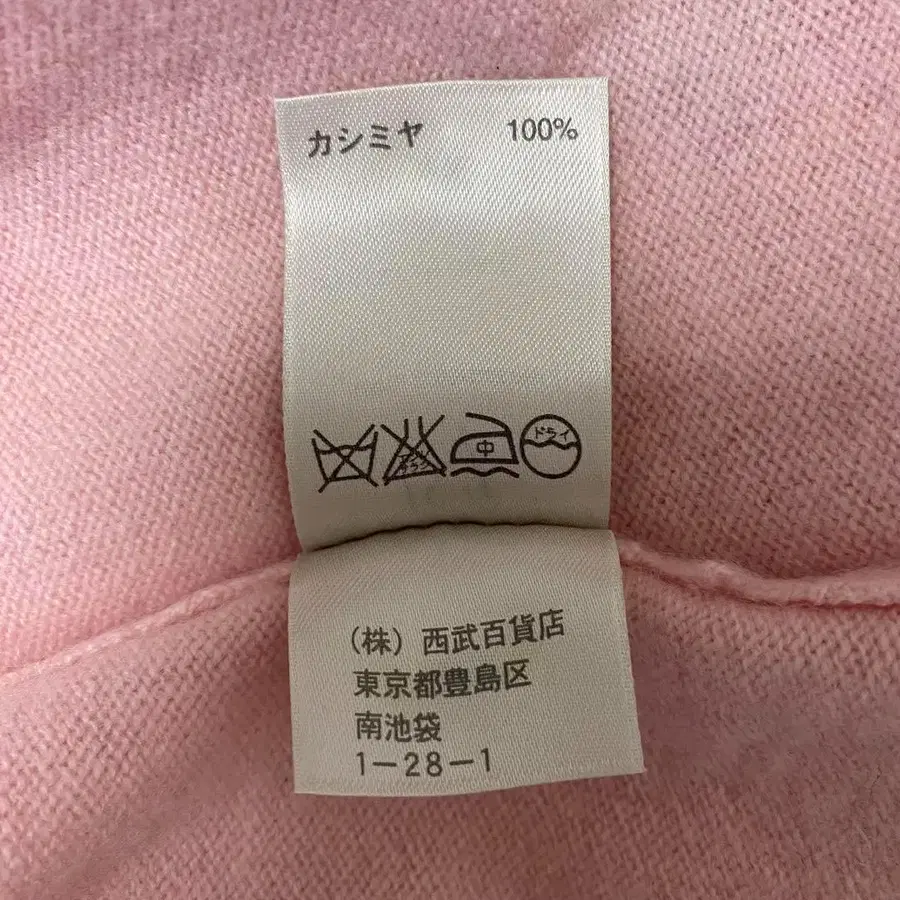 カシミヤ 100%
中 ドライ
(株) 西武百貨店
東京都豊島区
南池袋
1-28-1